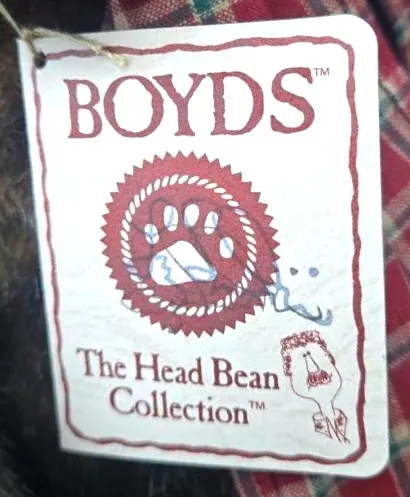 BOYDS™
The Head Bean
Collection™